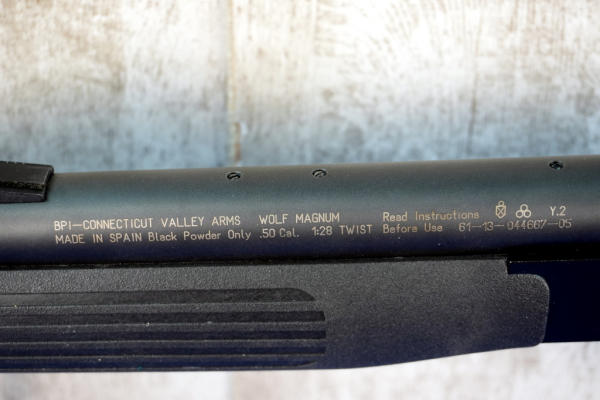 BPI-CONNECTICUT VALLEY ARMS WOLF MAGNUM
MADE IN SPAIN Black Powder Only .50 Cal. 1:28 TWIST
Read Instructions Y.2
Before Use 61-13-044667-05